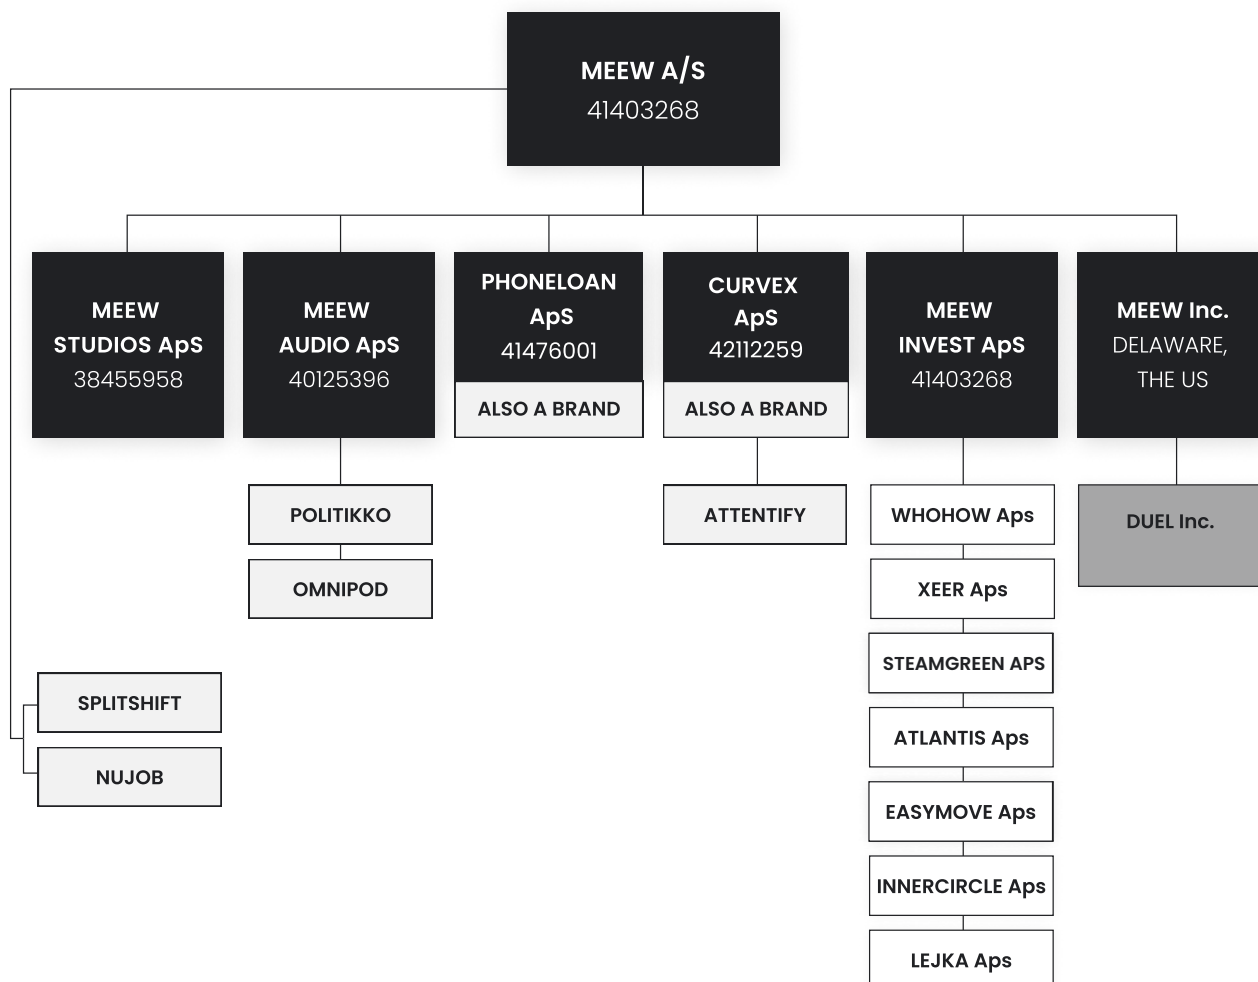 MEEW A/S
41403268
MEEW
STUDIOS ApS
38455958
MEEW
AUDIO ApS
40125396
PHONELOAN
ApS
41476001
ALSO A BRAND
CURVEX
ApS
42112259
ALSO A BRAND
MEEW
INVEST ApS
41403268
MEEW Inc.
DELAWARE,
THE US
POLITIKKO
OMNIPOD
ATTENTIFY
WHOHOW Aps
XEER Aps
STEAMGREEN APS
ATLANTIS Aps
EASYMOVE Aps
INNERCIRCLE Aps
LEJKA Aps
DUEL Inc.
SPLITSHIFT
NUJOB